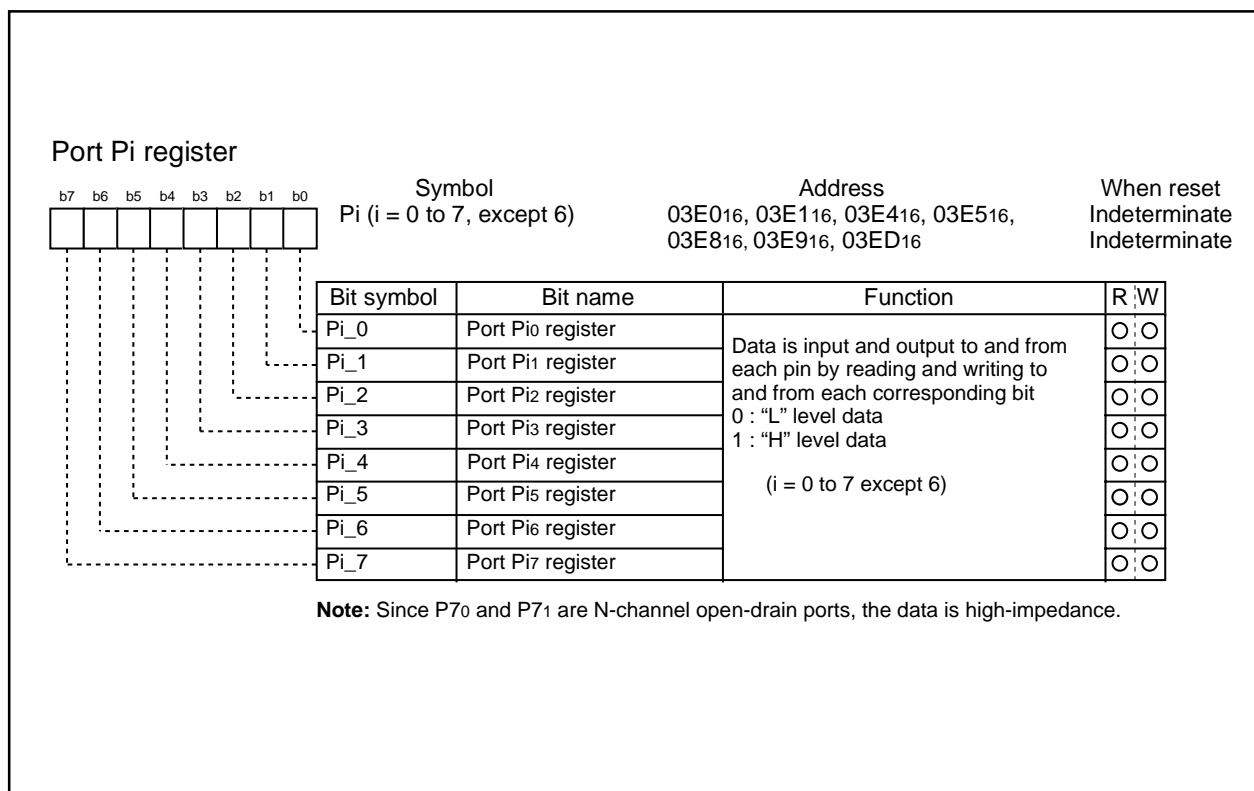 Port Pi register
b7 b6 b5 b4 b3 b2 b1 b0
Symbol Address When reset
Pi (i = 0 to 7, except 6) 03E016, 03E116, 03E416, 03E516, Indeterminate
03E816, 03E916, 03ED16 Indeterminate
Bit symbol Bit name Function R W
Pi_0 Port Pi0 register
Pi_1 Port Pi1 register
Pi_2 Port Pi2 register
Pi_3 Port Pi3 register
Pi_4 Port Pi4 register
Pi_5 Port Pi5 register
Pi_6 Port Pi6 register
Pi_7 Port Pi7 register
Data is input and output to and from
each pin by reading and writing to
and from each corresponding bit
0 : “L” level data
1 : “H” level data
(i = 0 to 7 except 6)
Note: Since P70 and P71 are N-channel open-drain ports, the data is high-impedance.